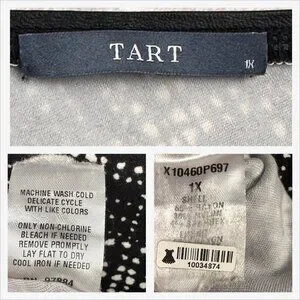 TART
1X
MACHINE WASH COLD
DELICATE CYCLE
WITH LIKE COLORS
ONLY NON-CHLORINE
BLEACH IF NEEDED
REMOVE PROMPTLY
LAY FLAT TO DRY
COOL IRON IF NEEDED
X10460P697
1X
SHELL
10034874